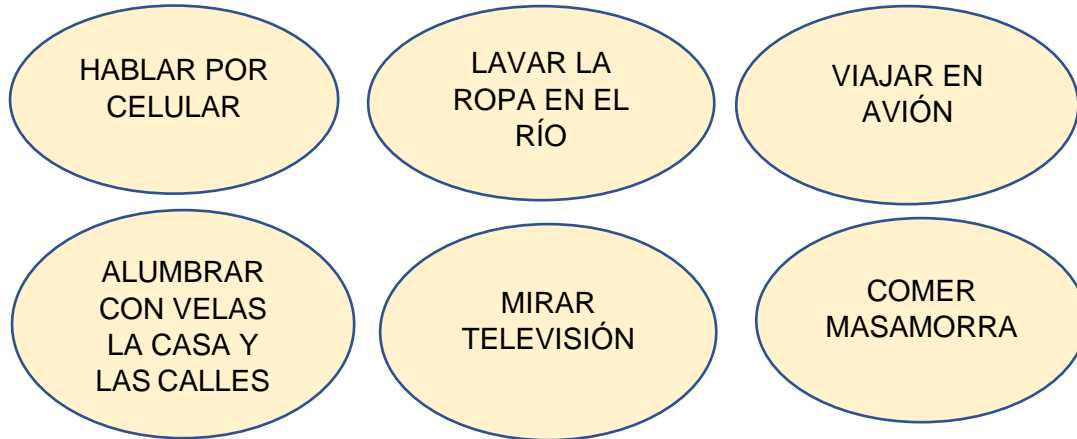 HABLAR POR
CELULAR
LAVAR LA
ROPA EN EL
RÍO
VIAJAR EN
AVIÓN
ALUMBRAR
CON VELAS
LA CASA Y
LAS CALLES
MIRAR
TELEVISIÓN
COMER
MASAMORRA